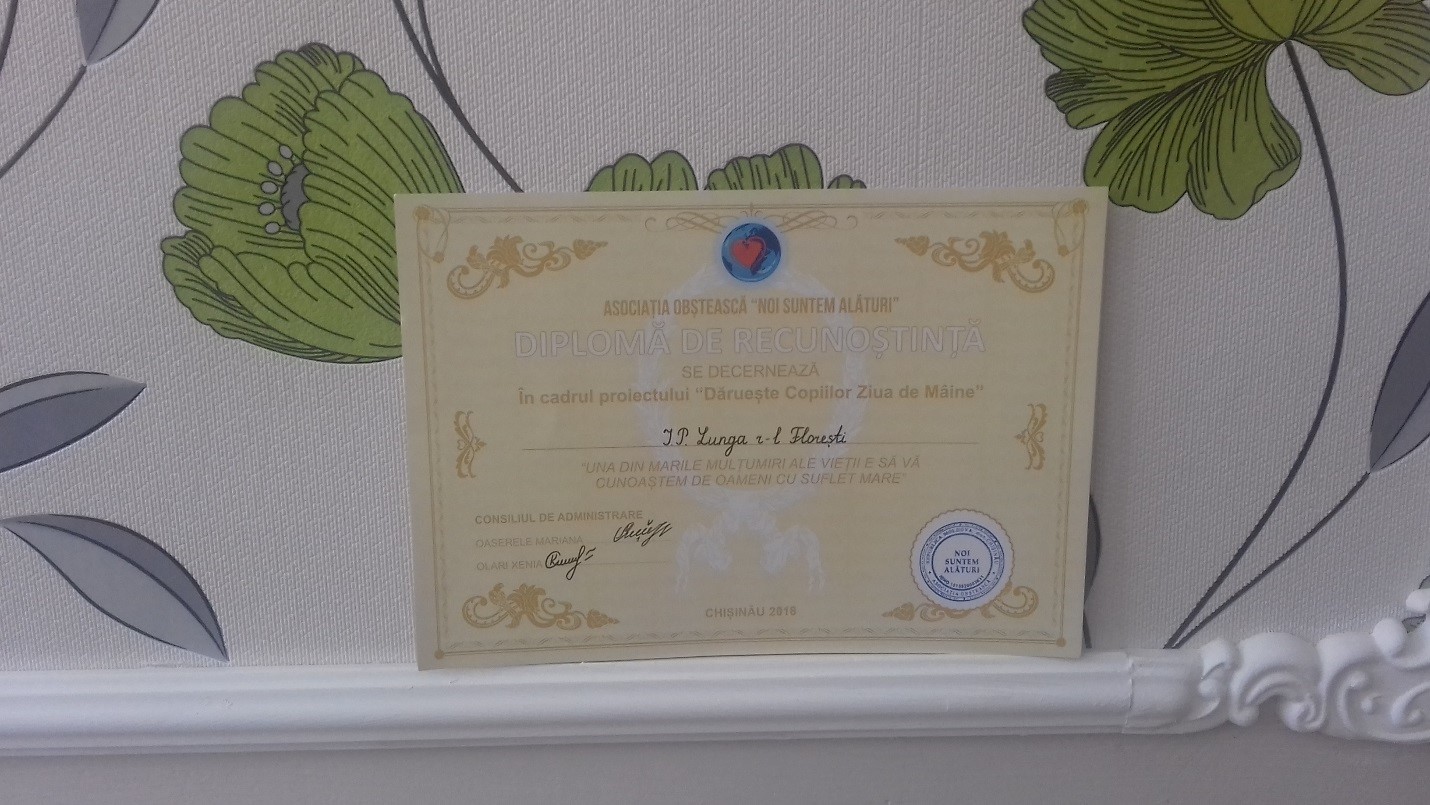 ASOCIAȚIA OBȘTEASCĂ "NOI SUNTEM ALĂTURI"
DIPLOMĂ DE RECUNOȘTINȚĂ
SE DECERNEAZĂ
În cadrul proiectului "Dăruește Copiilor Ziua de Mâine"
IP. Lunga r-l Florești
"UNA DIN MARILE MULTUMIRI ALE VIEȚII E SĂ VĂ
CUNOAȘTEM DE OAMENI CU SUFLET MARE"
CONSILIUL DE ADMINISTRARE
OASERELE MARIANA
OLARI XENIA
NOI
SUNTEM
ALĂTURI
CHIȘINĂU 2018